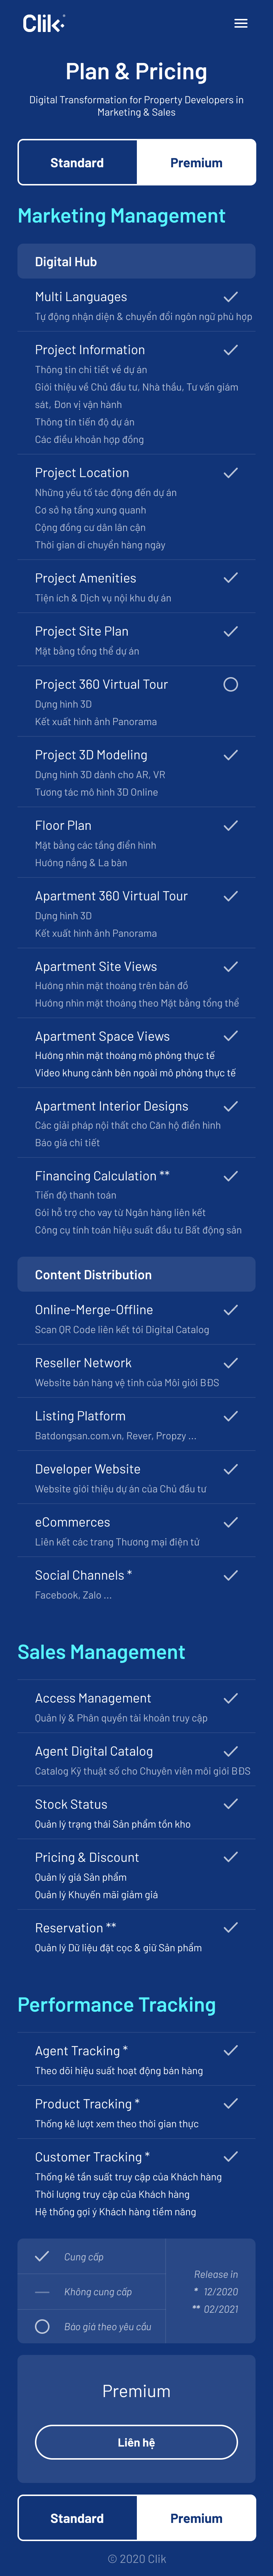 Clik
Plan & Pricing
Digital Transformation for Property Developers in
Marketing & Sales
Standard
Premium
Marketing Management
Digital Hub
Multi Languages
Tự động nhận diện & chuyển đổi ngôn ngữ phù hợp
Project Information
Thông tin chi tiết về dự án
Giới thiệu về Chủ đầu tư, Nhà thầu, Tư vấn giám
sát, Đơn vị vận hành
Thông tin tiến độ dự án
Các điều khoản hợp đồng
Project Location
Những yếu tố tác động đến dự án
Cơ sở hạ tầng xung quanh
Cộng đồng cư dân lân cận
Thời gian di chuyển hàng ngày
Project Amenities
Tiện ích & Dịch vụ nội khu dự án
Project Site Plan
Mặt bằng tổng thể dự án
Project 360 Virtual Tour
Dựng hình 3D
Kết xuất hình ảnh Panorama
Project 3D Modeling
Dựng hình 3D dành cho AR, VR
Tương tác mô hình 3D Online
Floor Plan
Mặt bằng các tầng điển hình
Hướng nắng & La bàn
Apartment 360 Virtual Tour
Dựng hình 3D
Kết xuất hình ảnh Panorama
Apartment Site Views
Hướng nhìn mặt thoáng trên bản đồ
Hướng nhìn mặt thoáng theo Mặt bằng tổng thể
Apartment Space Views
Hướng nhìn mặt thoáng mô phỏng thực tế
Video khung cảnh bên ngoài mô phỏng thực tế
Apartment Interior Designs
Các giải pháp nội thất cho Căn hộ điển hình
Báo giá chi tiết
Financing Calculation **
Tiến độ thanh toán
Gói hỗ trợ cho vay từ Ngân hàng liên kết
Công cụ tính toán hiệu suất đầu tư Bất động sản
Content Distribution
Online-Merge-Offline
Scan QR Code liên kết tới Digital Catalog
Reseller Network
Website bán hàng vệ tinh của Môi giới BĐS
Listing Platform
Batdongsan.com.vn, Rever, Propzy ...
Developer Website
Website giới thiệu dự án của Chủ đầu tư
eCommerces
Liên kết các trang Thương mại điện tử
Social Channels *
Facebook, Zalo ...
Sales Management
Access Management
Quản lý & Phân quyền tài khoản truy cập
Agent Digital Catalog
Catalog Kỹ thuật số cho Chuyên viên môi giới BĐS
Stock Status
Quản lý trạng thái Sản phẩm tồn kho
Pricing & Discount
Quản lý giá Sản phẩm
Quản lý Khuyến mãi giảm giá
Reservation **
Quản lý Dữ liệu đặt cọc & giữ Sản phẩm
Performance Tracking
Agent Tracking *
Theo dõi hiệu suất hoạt động bán hàng
Product Tracking *
Thống kê lượt xem theo thời gian thực
Customer Tracking *
Thống kê tần suất truy cập của Khách hàng
Thời lượng truy cập của Khách hàng
Hệ thống gợi ý Khách hàng tiềm năng
Cung cấp
Không cung cấp
Báo giá theo yêu cầu
Release in
* 12/2020
** 02/2021
Premium
Liên hệ
Standard
Premium
© 2020 Clik